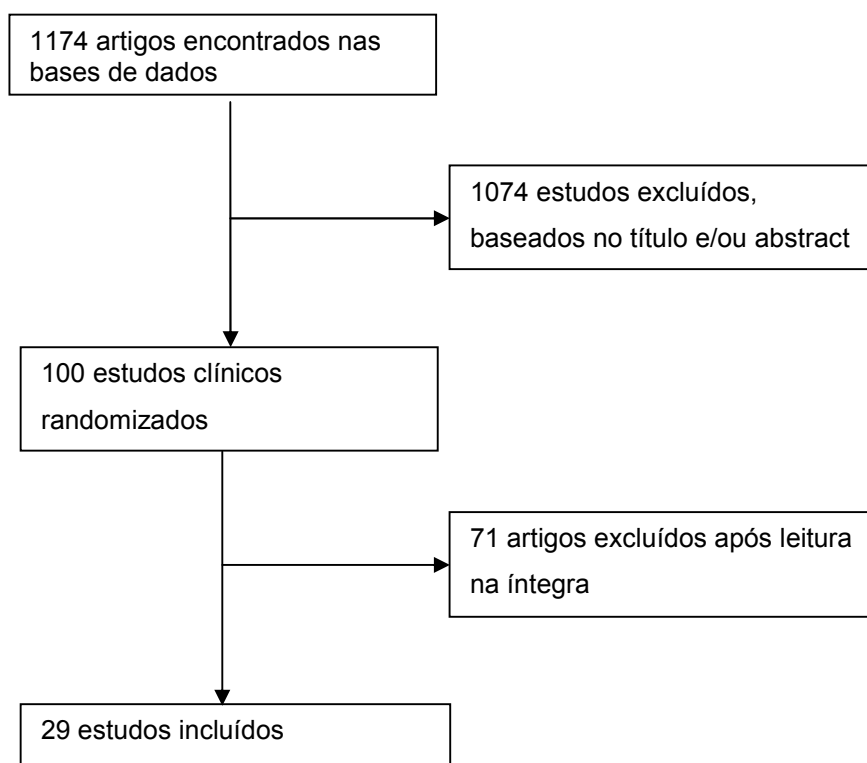 1174 artigos encontrados nas
bases de dados
1074 estudos excluídos,
baseados no título e/ou abstract
100 estudos clínicos
randomizados
71 artigos excluídos após leitura
na íntegra
29 estudos incluídos